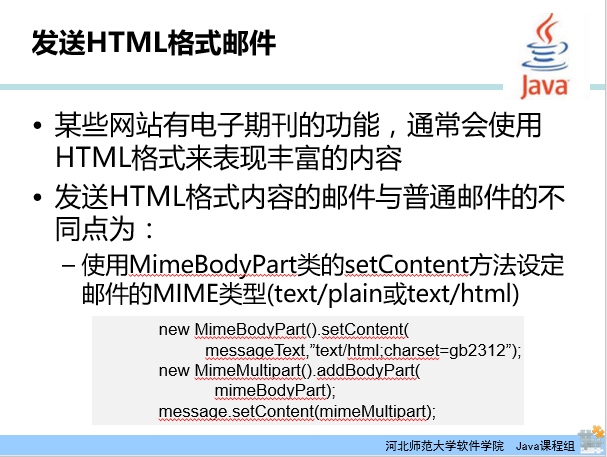 发送HTML格式邮件
Java
• 某些网站有电子期刊的功能，通常会使用
HTML格式来表现丰富的内容
• 发送HTML格式内容的邮件与普通邮件的不
同点为：
– 使用MimeBodyPart类的setContent方法设定
邮件的MIME类型(text/plain或text/html)
new MimeBodyPart().setContent(
messageText,”text/html;charset=gb2312”);
new MimeMultipart().addBodyPart(
mimeBodyPart);
message.setContent(mimeMultipart);
河北师范大学软件学院 Java课程组